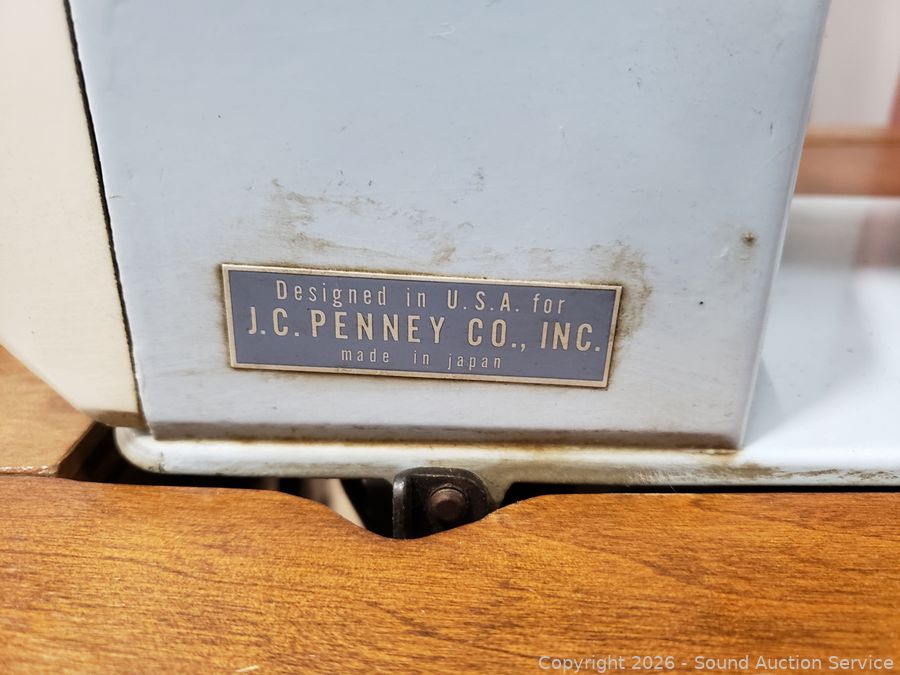 Designed in U.S.A. for
J.C. PENNEY CO., INC.
made in japan
Copyright 2026 - Sound Auction Service